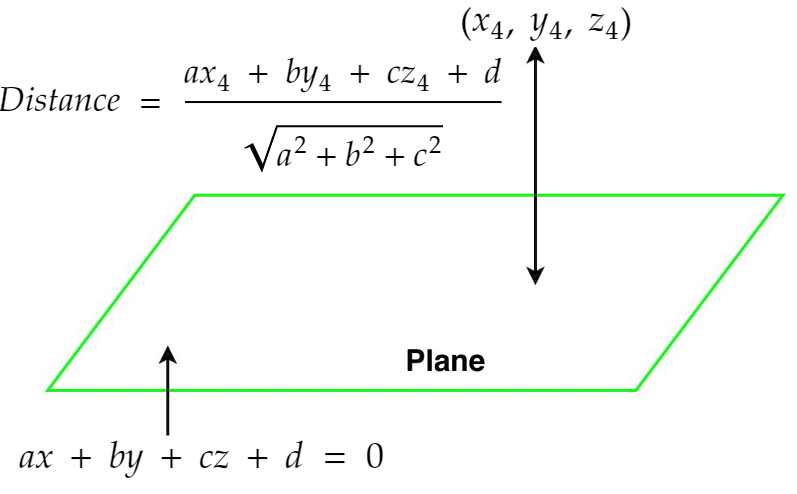 (x₄, y₄, z₄)
Distance = (ax₄ + by₄ + cz₄ + d) / √(a² + b² + c²)
Plane
ax + by + cz + d = 0